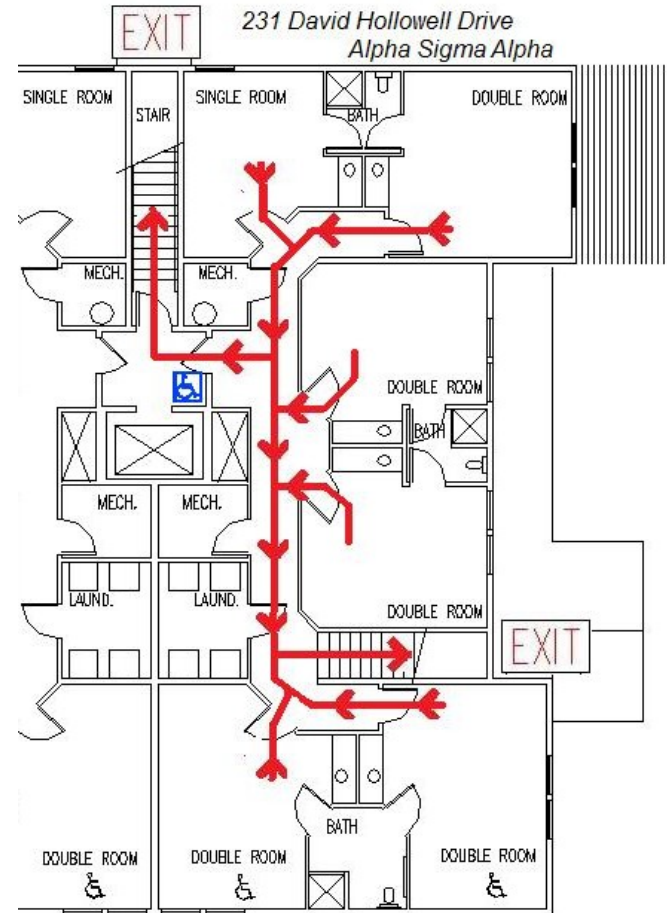 EXIT
231 David Hollowell Drive
Alpha Sigma Alpha
SINGLE ROOM
STAIR
SINGLE ROOM
BATH
DOUBLE ROOM
MECH.
MECH.
DOUBLE ROOM
BATH
MECH.
MECH.
LAUND.
LAUND.
DOUBLE ROOM
EXIT
BATH
DOUBLE ROOM
DOUBLE ROOM
DOUBLE ROOM